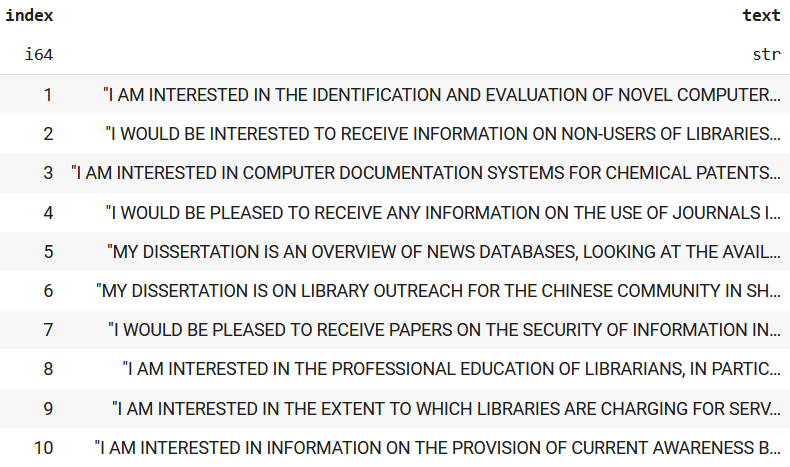 index text
i64 str
1 "I AM INTERESTED IN THE IDENTIFICATION AND EVALUATION OF NOVEL COMPUTER…
2 "I WOULD BE INTERESTED TO RECEIVE INFORMATION ON NON-USERS OF LIBRARIES…
3 "I AM INTERESTED IN COMPUTER DOCUMENTATION SYSTEMS FOR CHEMICAL PATENTS…
4 "I WOULD BE PLEASED TO RECEIVE ANY INFORMATION ON THE USE OF JOURNALS I…
5 "MY DISSERTATION IS AN OVERVIEW OF NEWS DATABASES, LOOKING AT THE AVAIL…
6 "MY DISSERTATION IS ON LIBRARY OUTREACH FOR THE CHINESE COMMUNITY IN SH…
7 "I WOULD BE PLEASED TO RECEIVE PAPERS ON THE SECURITY OF INFORMATION IN…
8 "I AM INTERESTED IN THE PROFESSIONAL EDUCATION OF LIBRARIANS, IN PARTIC…
9 "I AM INTERESTED IN THE EXTENT TO WHICH LIBRARIES ARE CHARGING FOR SERV…
10 "I AM INTERESTED IN INFORMATION ON THE PROVISION OF CURRENT AWARENESS B…